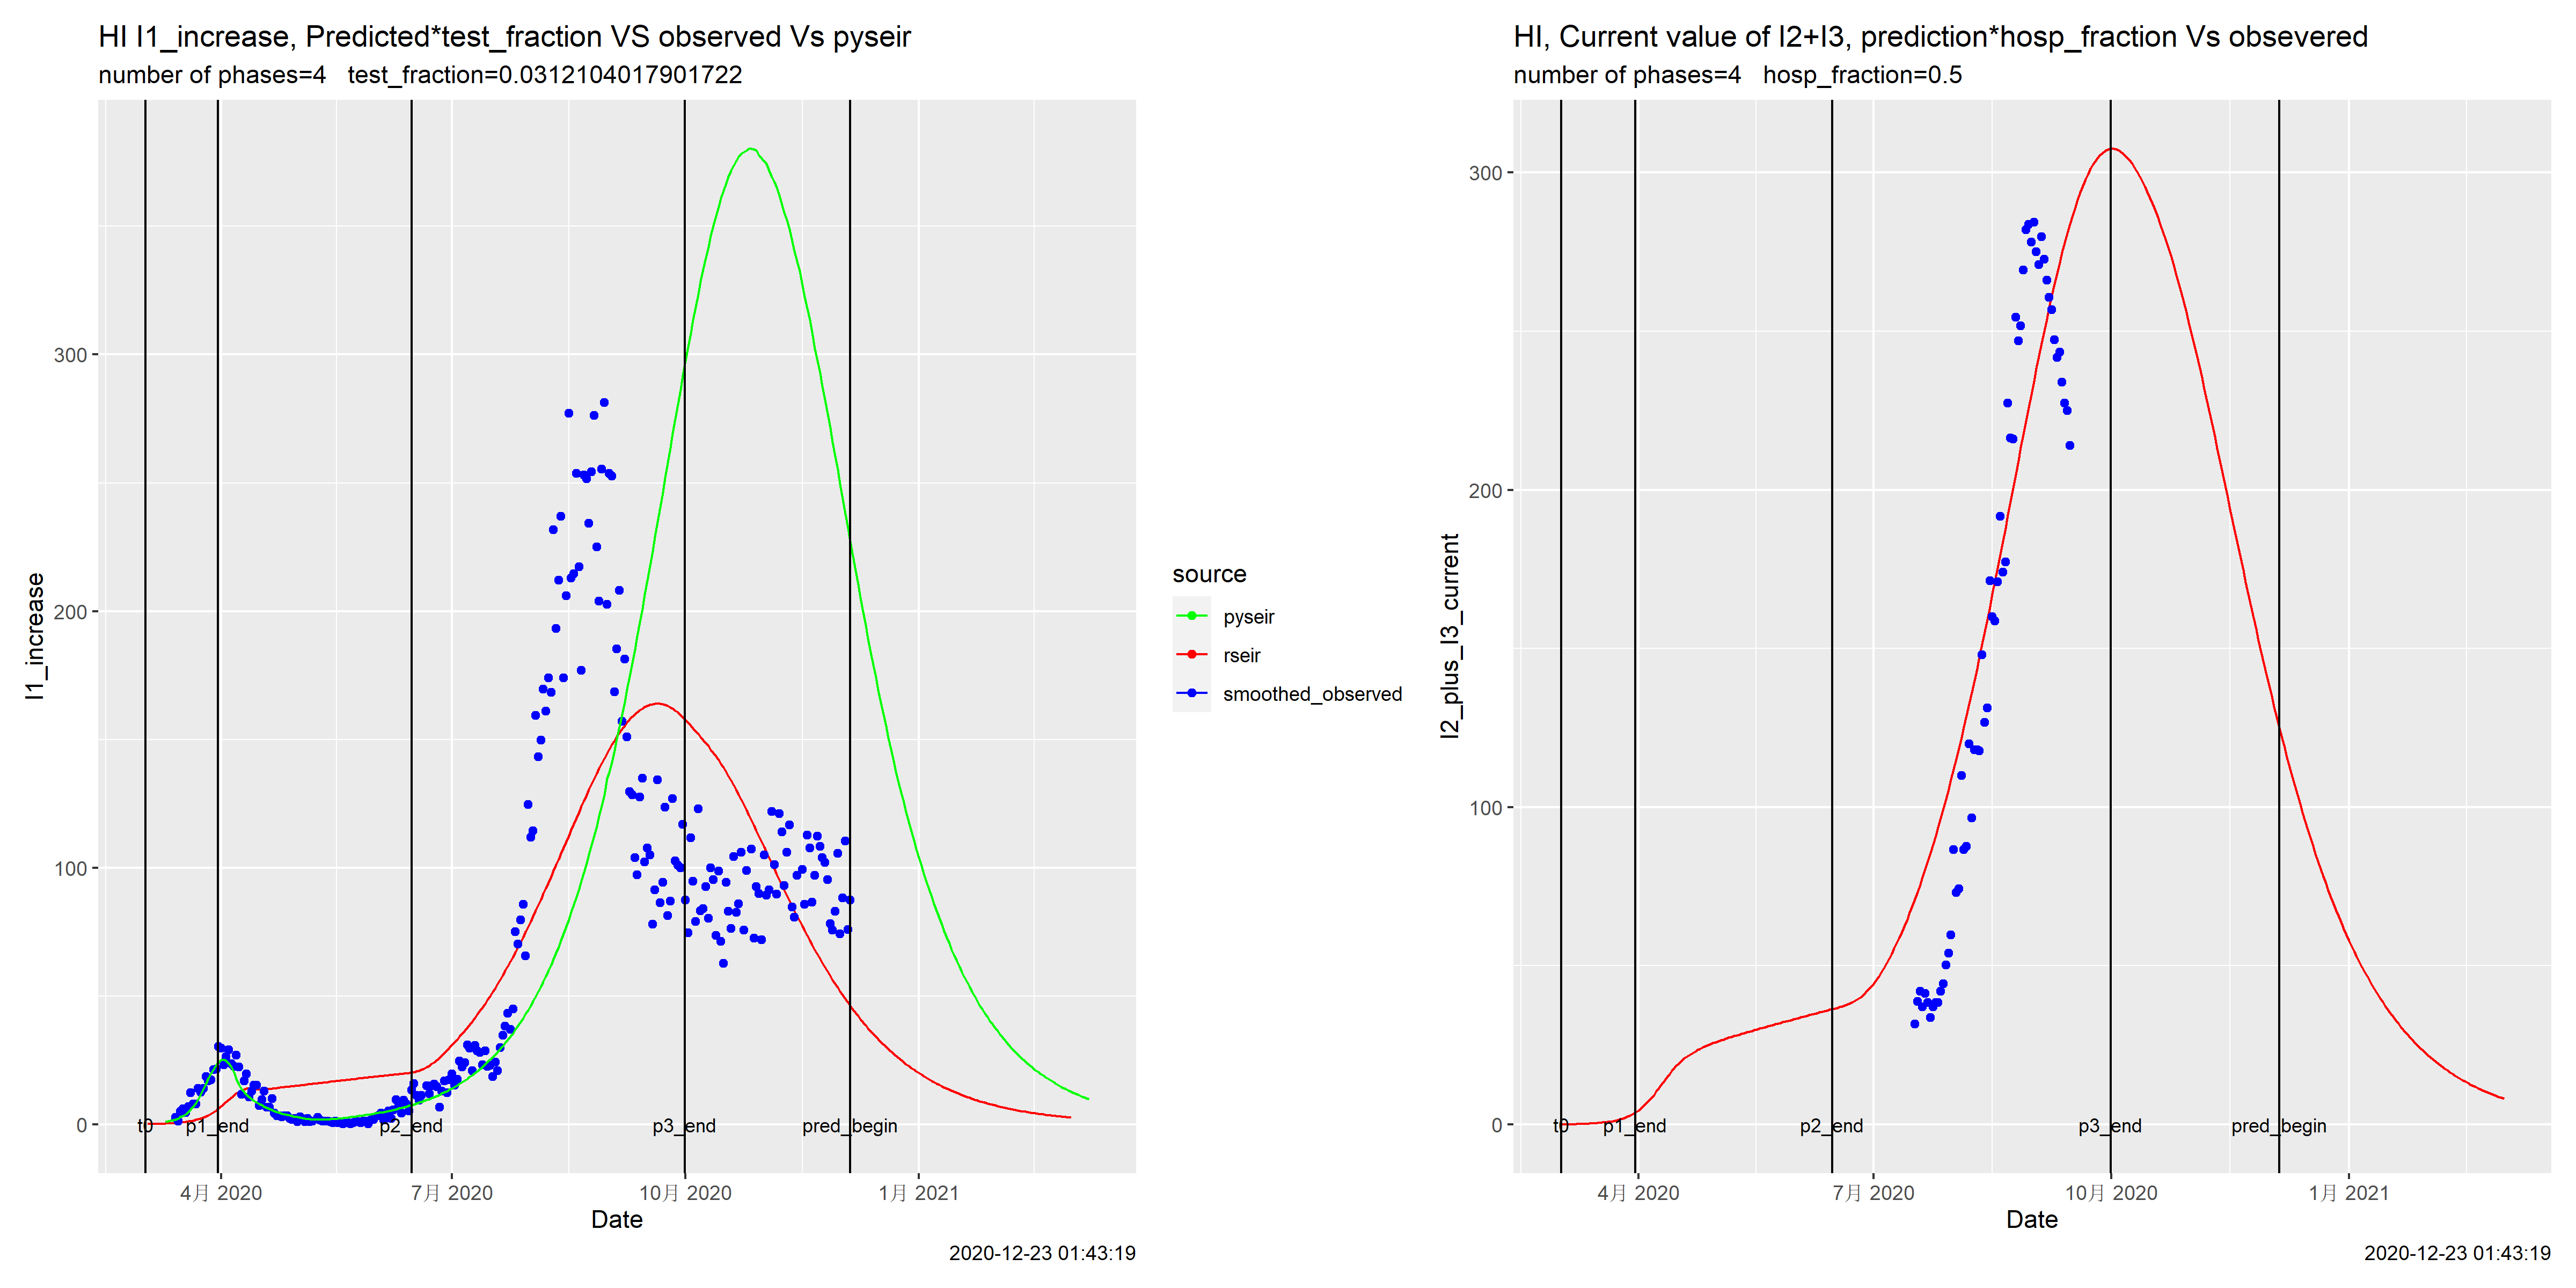 HI I1_increase, Predicted*test_fraction VS observed Vs pyseir
number of phases=4   test_fraction=0.0312104017901722
I1_increase
300
200
100
0
t0
p1_end
p2_end
p3_end
pred_begin
4月 2020
7月 2020
10月 2020
1月 2021
Date
2020-12-23 01:43:19
source
pyseir
rseir
smoothed_observed
HI, Current value of I2+I3, prediction*hosp_fraction Vs obsevered
number of phases=4   hosp_fraction=0.5
I2_plus_I3_current
300
200
100
0
t0
p1_end
p2_end
p3_end
pred_begin
4月 2020
7月 2020
10月 2020
1月 2021
Date
2020-12-23 01:43:19